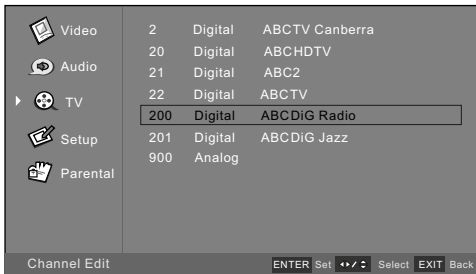 Video
Audio
TV
Setup
Parental
2 Digital ABCTV Canberra
20 Digital ABCHDTV
21 Digital ABC2
22 Digital ABCTV
200 Digital ABCDiG Radio
201 Digital ABCDiG Jazz
900 Analog
Channel Edit ENTER Set Select EXIT Back